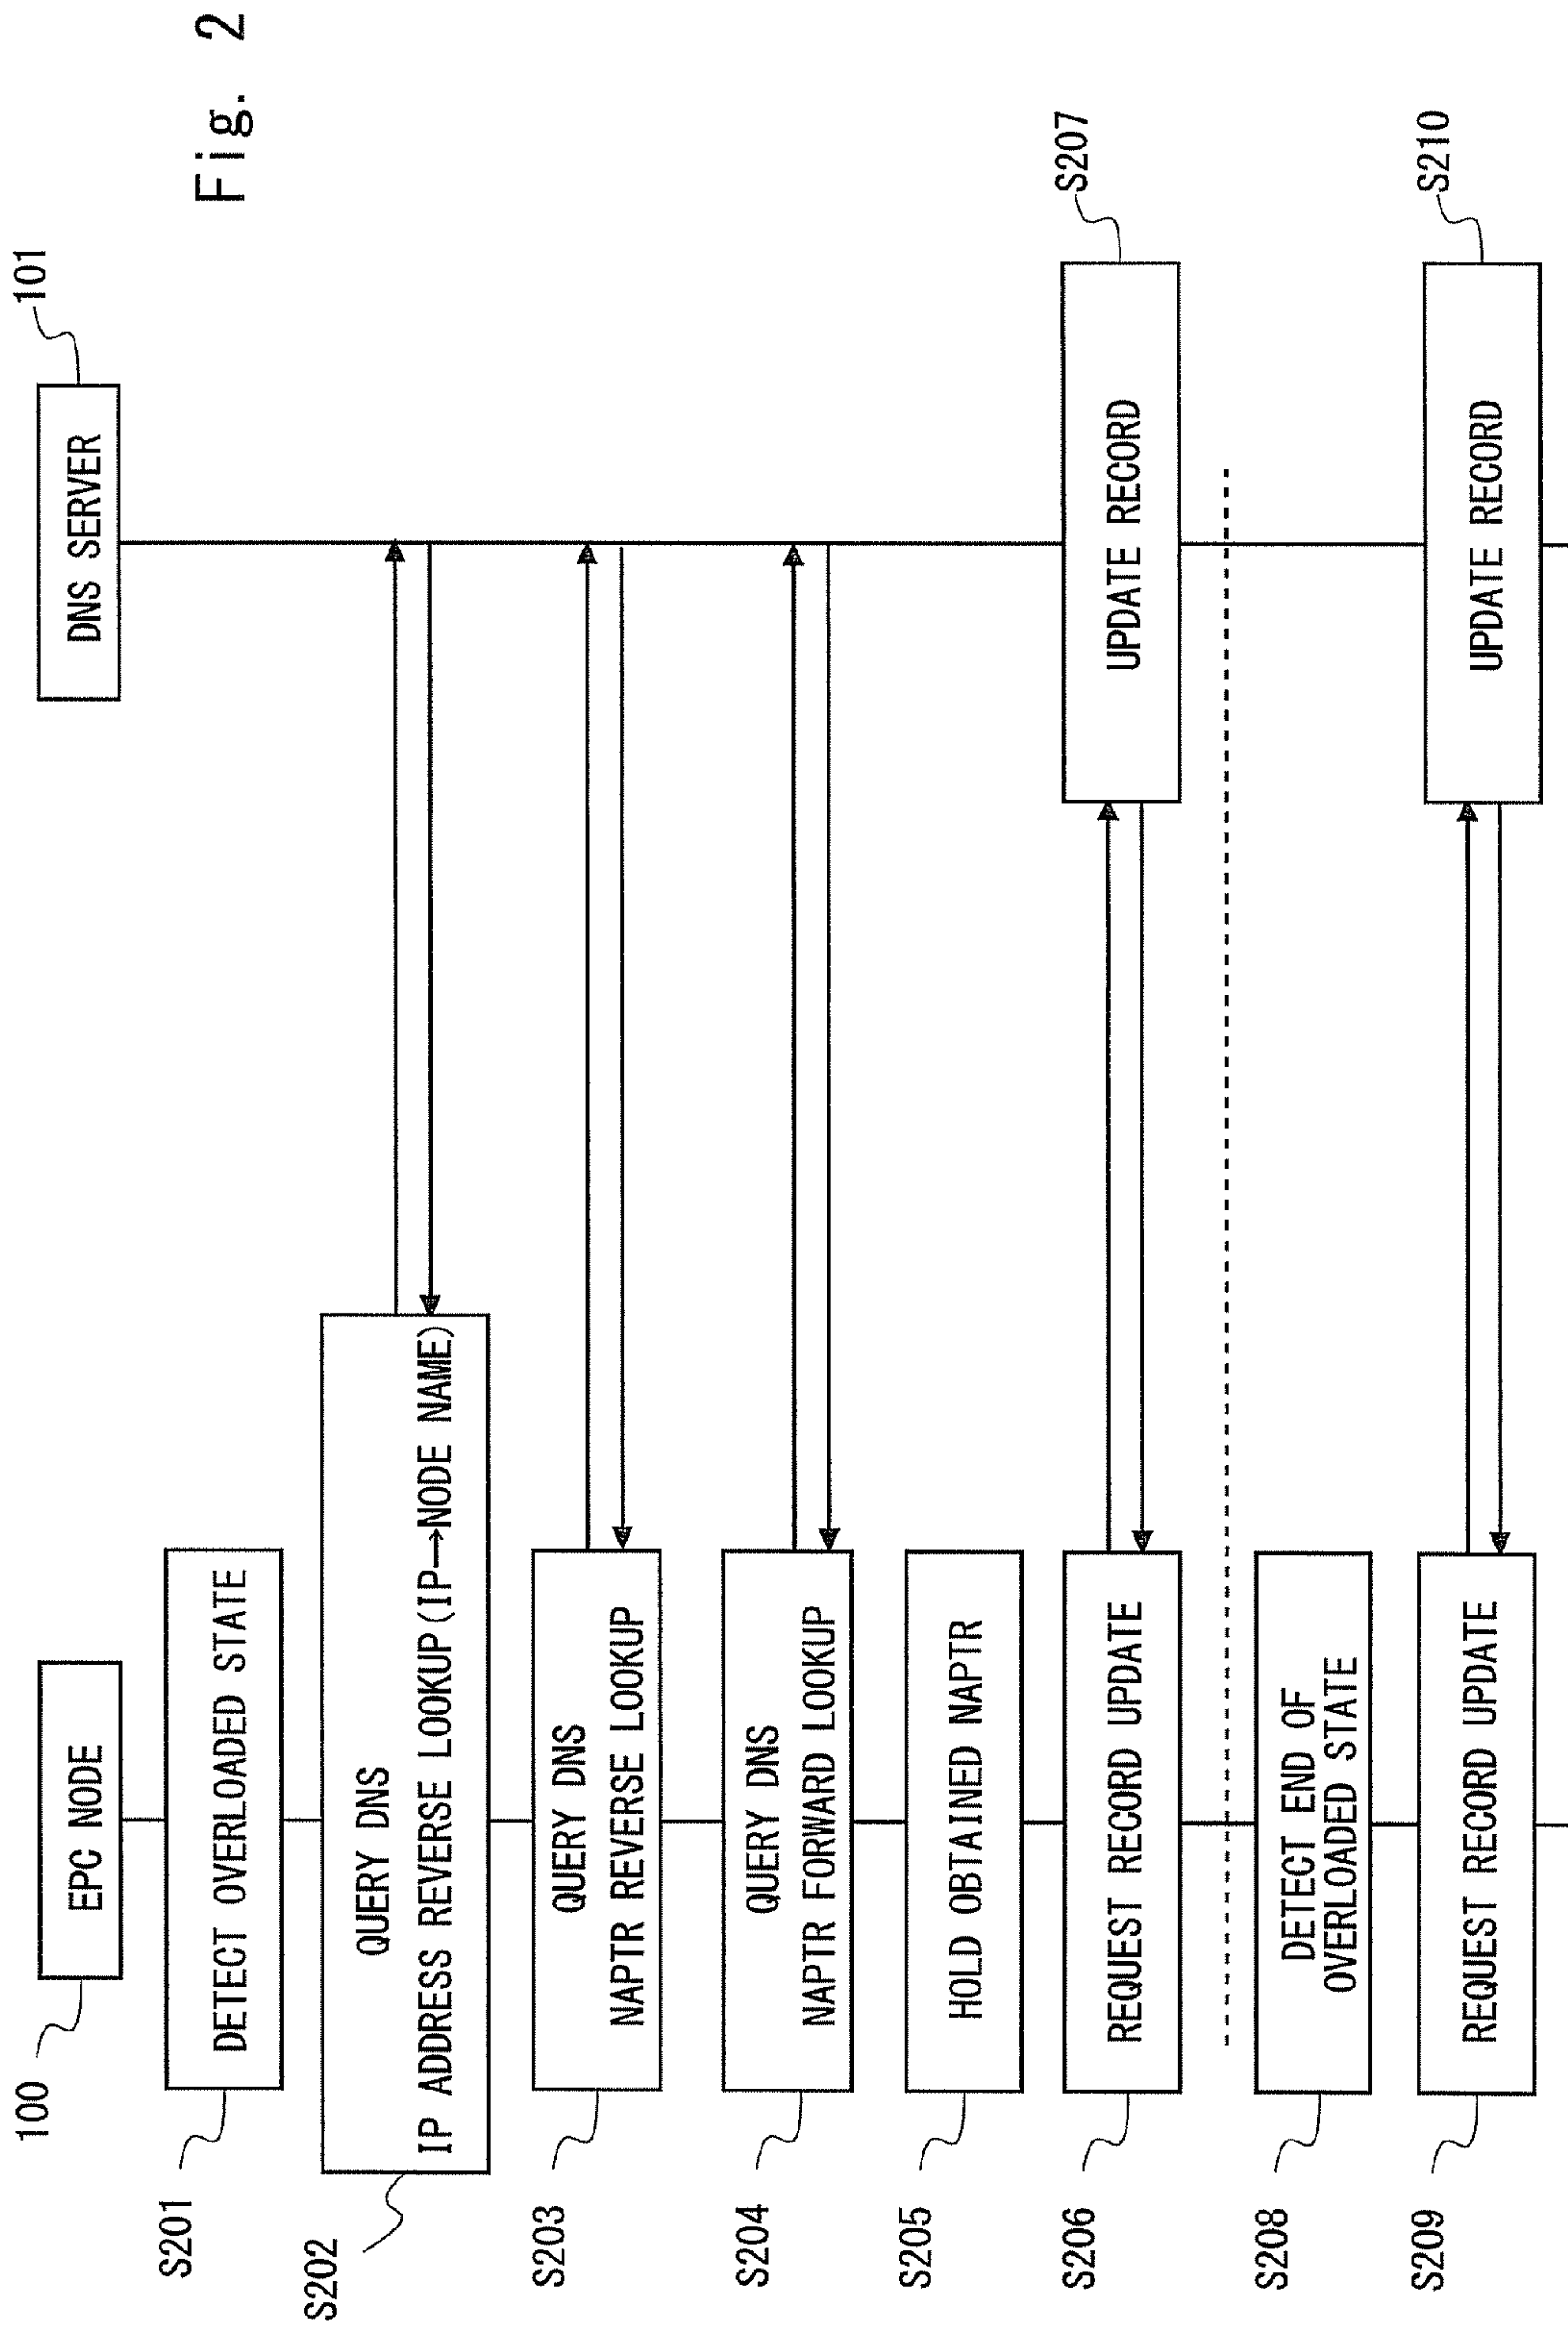 Fig. 2
100
EPC NODE
DNS SERVER
101
S201
DETECT OVERLOADED STATE
S202
QUERY DNS
IP ADDRESS REVERSE LOOKUP(IP→NODE NAME)
S203
QUERY DNS
NAPTR REVERSE LOOKUP
S204
QUERY DNS
NAPTR FORWARD LOOKUP
S205
HOLD OBTAINED NAPTR
S206
REQUEST RECORD UPDATE
UPDATE RECORD
S207
S208
DETECT END OF
OVERLOADED STATE
S209
REQUEST RECORD UPDATE
UPDATE RECORD
S210